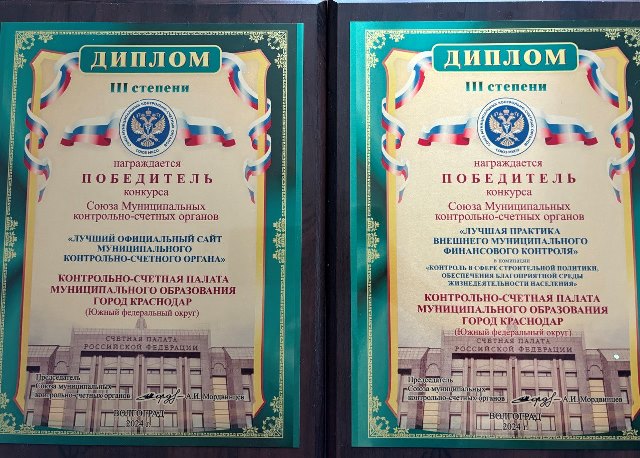 ДИПЛОМ
III степени
награждается
ПОБЕДИТЕЛЬ
конкурса
Союза Муниципальных
контрольно-счетных органов
«ЛУЧШИЙ ОФИЦИАЛЬНЫЙ САЙТ
МУНИЦИПАЛЬНОГО
КОНТРОЛЬНО-СЧЕТНОГО ОРГАНА»
КОНТРОЛЬНО-СЧЕТНАЯ ПАЛАТА
МУНИЦИПАЛЬНОГО ОБРАЗОВАНИЯ
ГОРОД КРАСНОДАР
(Южный федеральный округ)
СЧЕТНАЯ ПАЛАТА
РОССИЙСКОЙ ФЕДЕРАЦИИ
Председатель
Союза муниципальных
контрольно-счетных органов А.И. Мордвинцев
ВОЛГОГРАД
2024 г.
ДИПЛОМ
III степени
награждается
ПОБЕДИТЕЛЬ
конкурса
Союза Муниципальных
контрольно-счетных органов
«ЛУЧШАЯ ПРАКТИКА
ВНЕШНЕГО МУНИЦИПАЛЬНОГО
ФИНАНСОВОГО КОНТРОЛЯ»
в номинации
«КОНТРОЛЬ В СФЕРЕ СТРОИТЕЛЬНОЙ ПОЛИТИКИ,
ОБЕСПЕЧЕНИЯ БЛАГОПРИЯТНОЙ СРЕДЫ
ЖИЗНЕДЕЯТЕЛЬНОСТИ НАСЕЛЕНИЯ»
КОНТРОЛЬНО-СЧЕТНАЯ ПАЛАТА
МУНИЦИПАЛЬНОГО ОБРАЗОВАНИЯ
ГОРОД КРАСНОДАР
(Южный федеральный округ)
СЧЕТНАЯ ПАЛАТА
РОССИЙСКОЙ ФЕДЕРАЦИИ
Председатель
Союза муниципальных
контрольно-счетных органов А.И. Мордвинцев
ВОЛГОГРАД
2024 г.